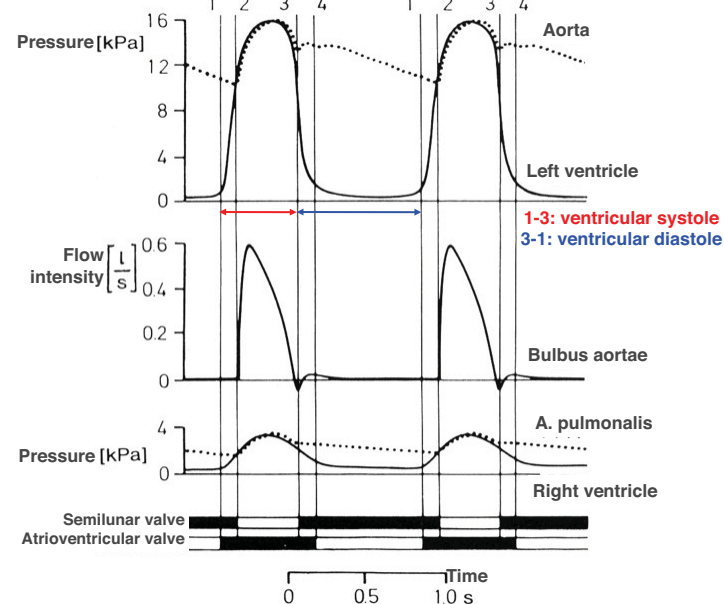 1 2 3 4 1 2 3 4
16
Aorta
Pressure [kPa]
12
8
4
Left ventricle
0
1-3: ventricular systole
3-1: ventricular diastole
0.6
Flow
intensity [l/s]
0.4
0.2
Bulbus aortae
0
4
A. pulmonalis
Pressure [kPa]
0
Right ventricle
Semilunar valve
Atrioventricular valve
Time
0 0.5 1.0 s